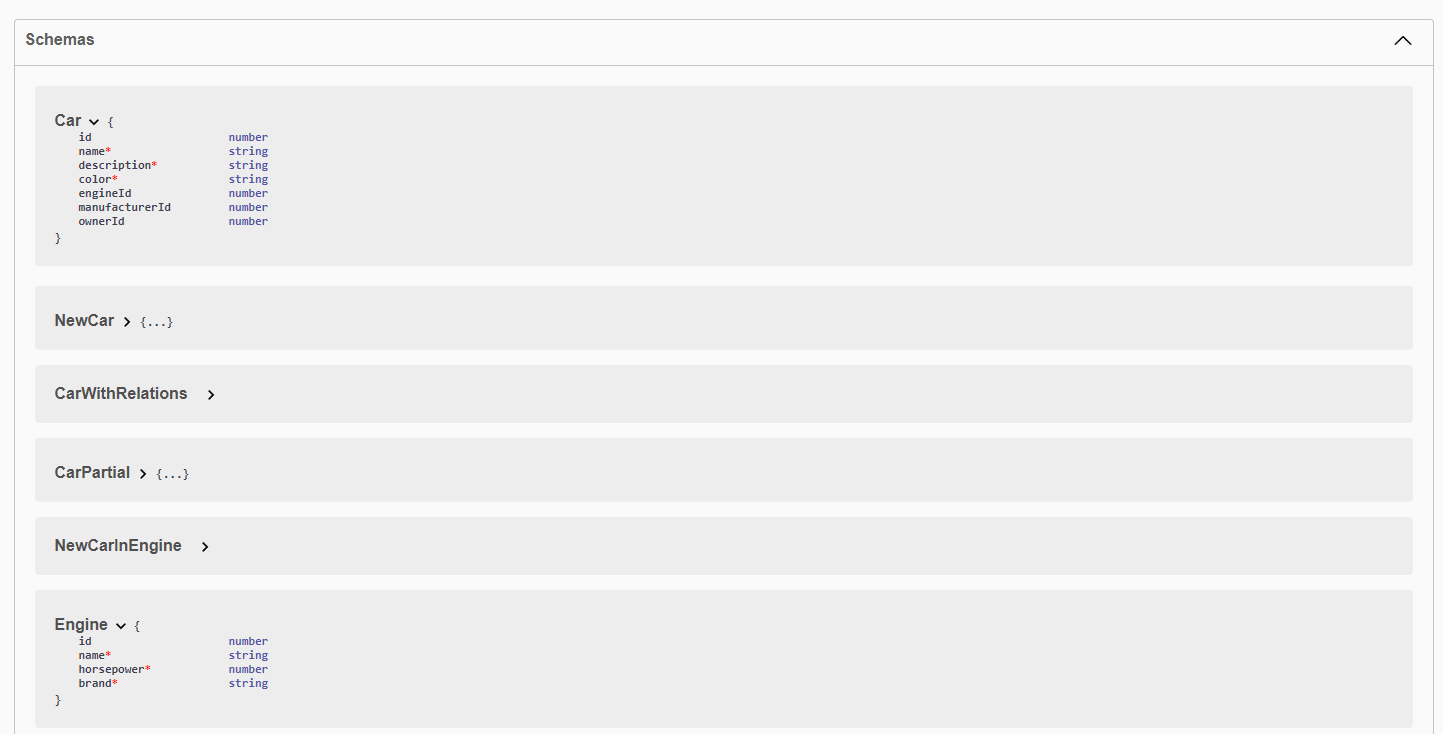 Schemas
Car {
id number
name* string
description* string
color* string
engineId number
manufacturerId number
ownerId number
}
NewCar {...}
CarWithRelations
CarPartial {...}
NewCarInEngine
Engine {
id number
name* string
horsepower* number
brand* string
}